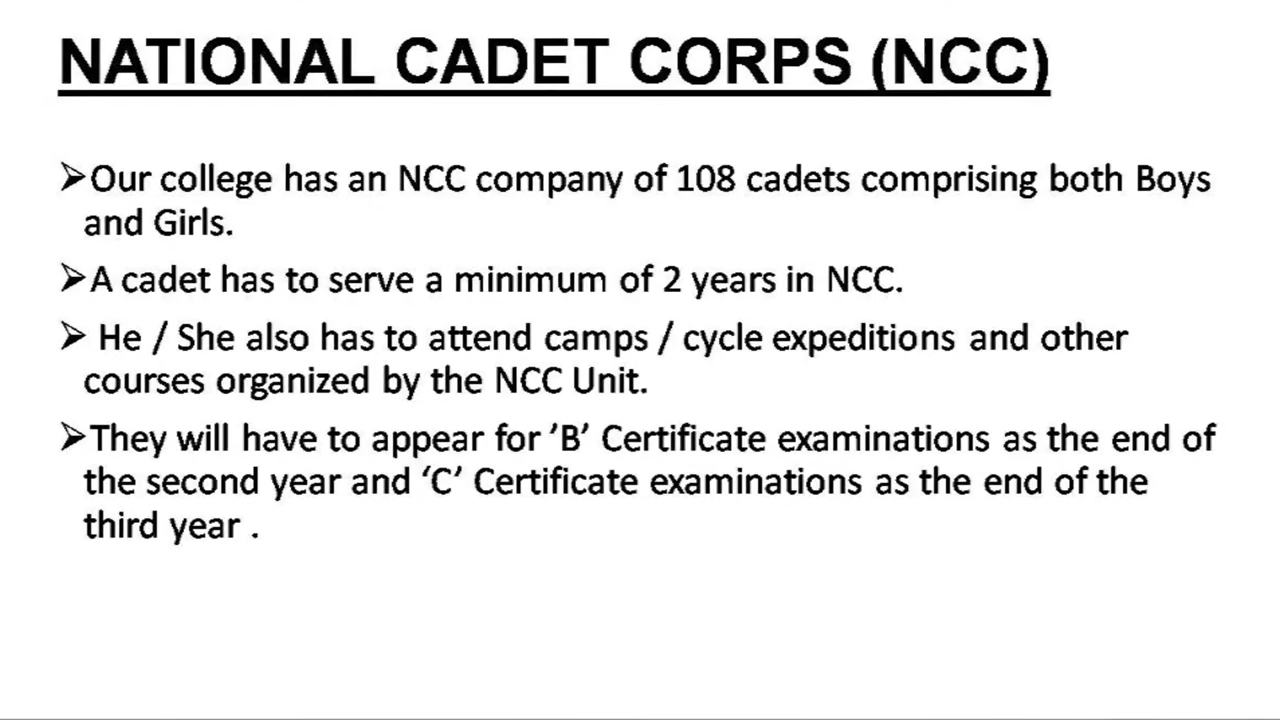 NATIONAL CADET CORPS (NCC)
➢Our college has an NCC company of 108 cadets comprising both Boys
and Girls.
➢A cadet has to serve a minimum of 2 years in NCC.
➢ He / She also has to attend camps / cycle expeditions and other
courses organized by the NCC Unit.
➢They will have to appear for ’B’ Certificate examinations as the end of
the second year and ‘C’ Certificate examinations as the end of the
third year .